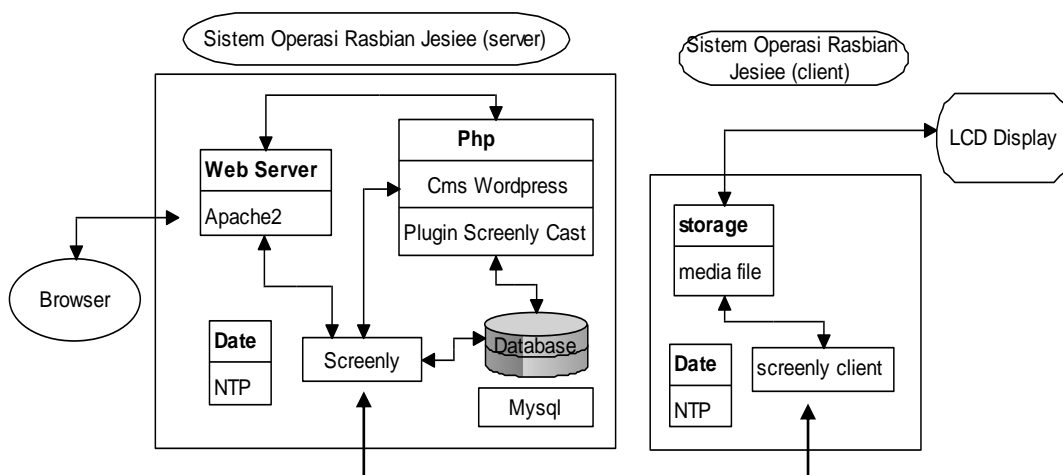 Sistem Operasi Rasbian Jesiee (server)
Web Server
Apache2
Php
Cms Wordpress
Plugin Screenly Cast
Browser
Date
NTP
Screenly
Database
Mysql
Sistem Operasi Rasbian
Jesiee (client)
LCD Display
storage
media file
Date
NTP
screenly client